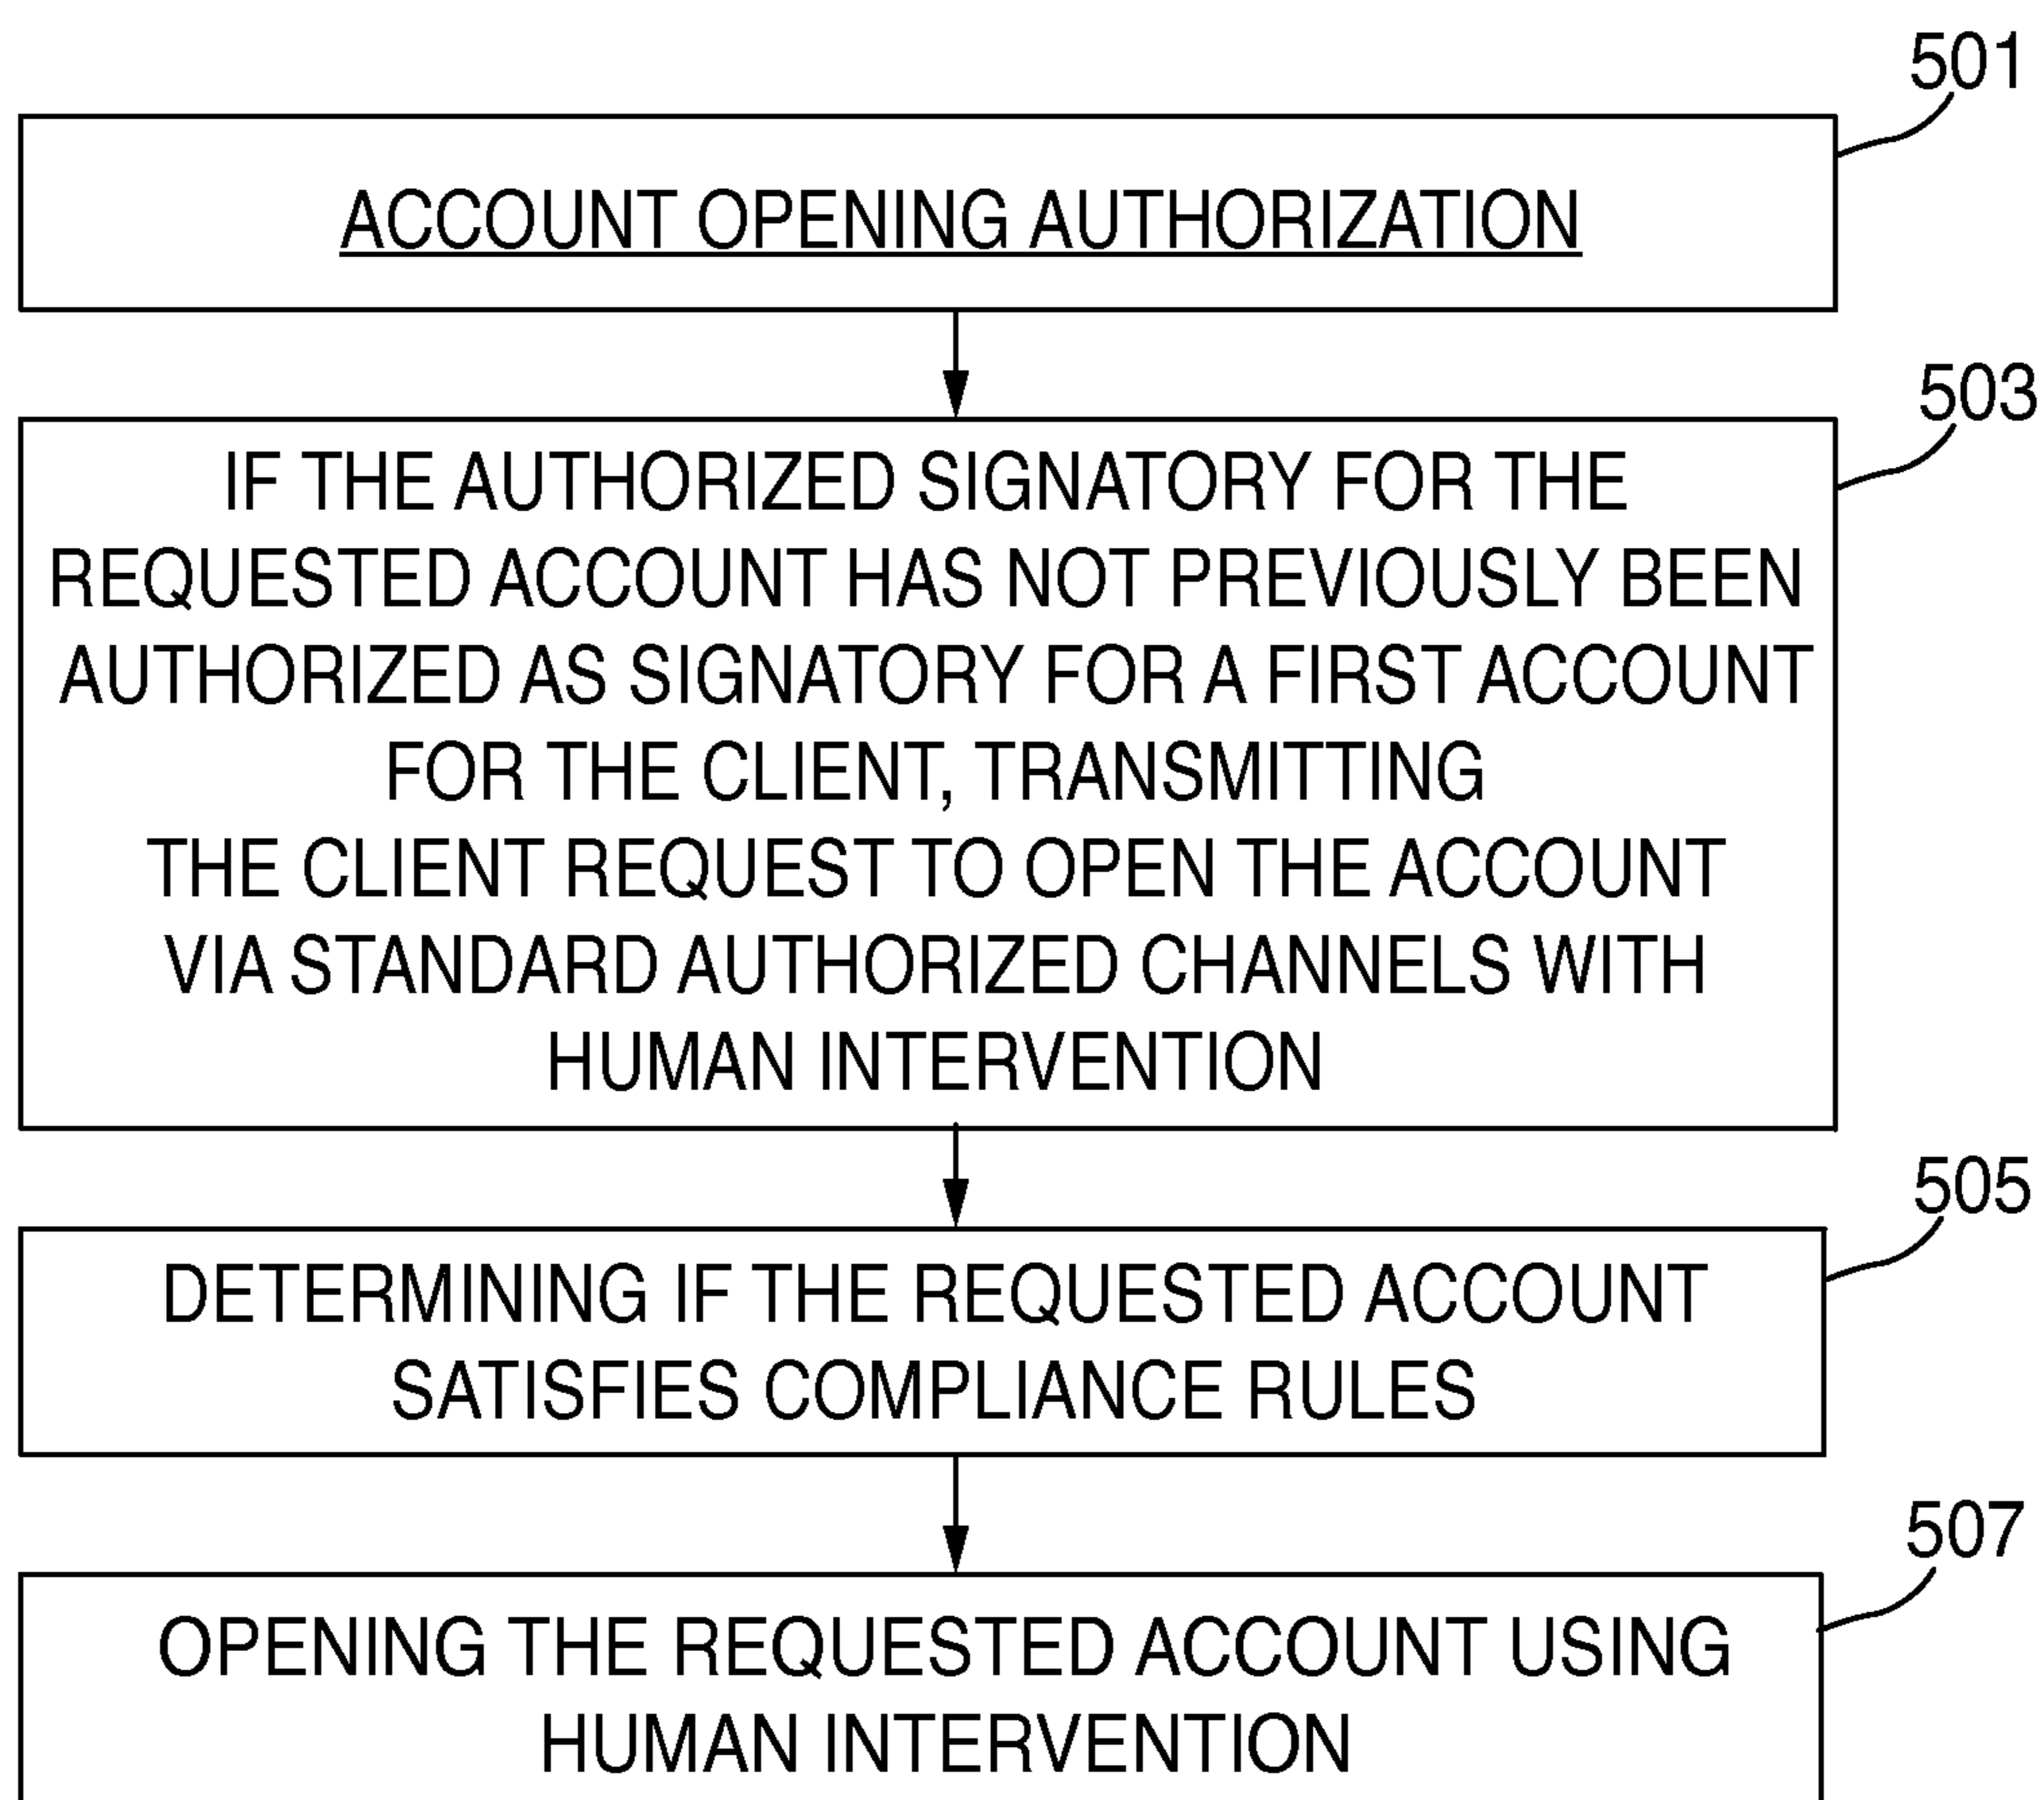 501
ACCOUNT OPENING AUTHORIZATION
503
IF THE AUTHORIZED SIGNATORY FOR THE
REQUESTED ACCOUNT HAS NOT PREVIOUSLY BEEN
AUTHORIZED AS SIGNATORY FOR A FIRST ACCOUNT
FOR THE CLIENT, TRANSMITTING
THE CLIENT REQUEST TO OPEN THE ACCOUNT
VIA STANDARD AUTHORIZED CHANNELS WITH
HUMAN INTERVENTION
505
DETERMINING IF THE REQUESTED ACCOUNT
SATISFIES COMPLIANCE RULES
507
OPENING THE REQUESTED ACCOUNT USING
HUMAN INTERVENTION